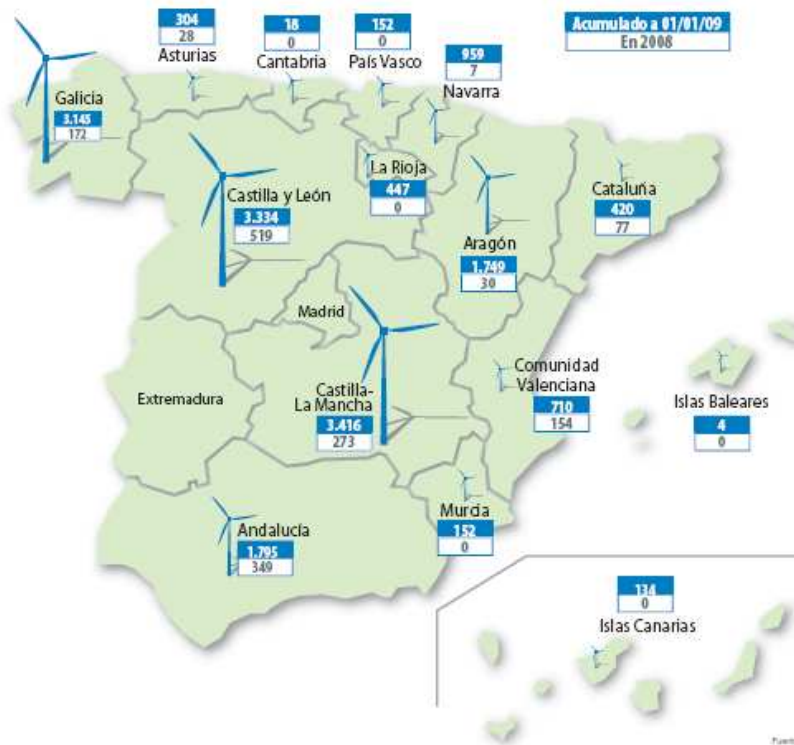 304
28
Asturias
18
0
Cantabria
152
0
País Vasco
959
7
Navarra
Acumulado a 01/01/09
En 2008
Galicia
3.145
172
La Rioja
447
0
Castilla y León
3.334
519
Cataluña
420
77
Aragón
1.749
30
Madrid
Extremadura
Castilla-
La Mancha
3.416
273
Comunidad
Valenciana
710
154
Islas Baleares
4
0
Murcia
152
0
Andalucía
1.795
349
134
0
Islas Canarias